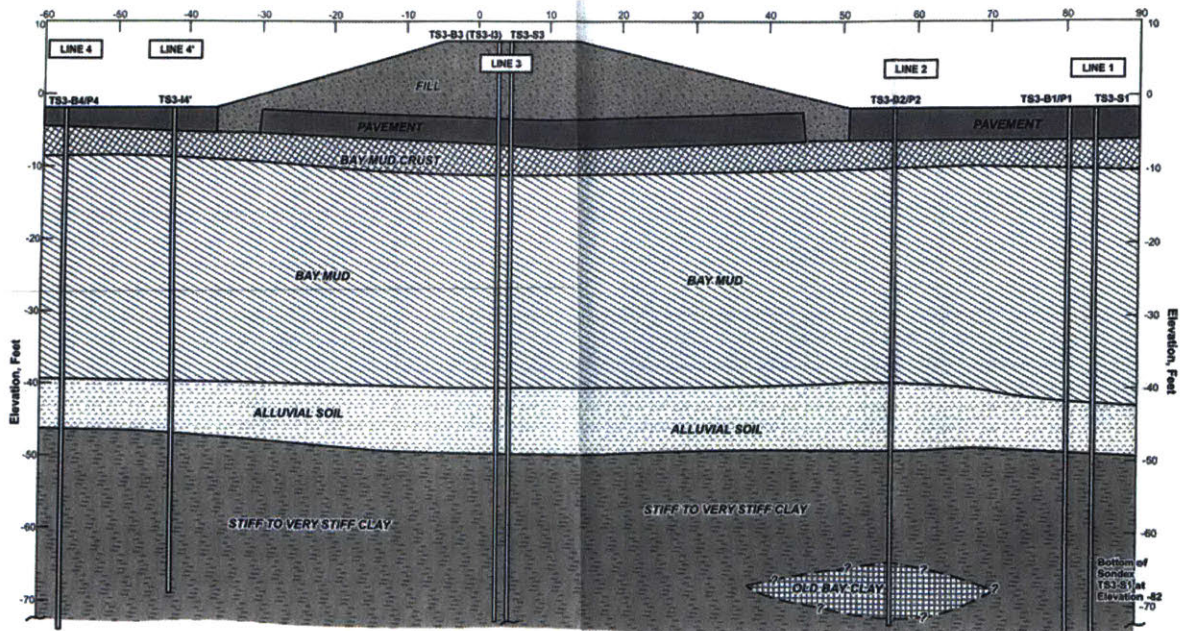 -60 -50 -40 -30 -20 -10 0 10 20 30 40 50 60 70 80 90
10
10
TS3-B3 (TS3-I3) TS3-S3
LINE 4
LINE 4'
LINE 3
LINE 2
LINE 1
FILL
0
0
TS3-B4/P4
TS3-I4'
TS3-B2/P2
TS3-B1/P1
TS3-S1
PAVEMENT
PAVEMENT
BAY MUD CRUST
-10
-10
-20
-20
BAY MUD
BAY MUD
-30
-30
Elevation, Feet
Elevation, Feet
-40
-40
ALLUVIAL SOIL
ALLUVIAL SOIL
-50
-50
STIFF TO VERY STIFF CLAY
STIFF TO VERY STIFF CLAY
-60
-60
Bottom of
Sondex
TS3-S1 at
Elevation -82
? ? ? OLD BAY CLAY ? ? ?
-70
-70